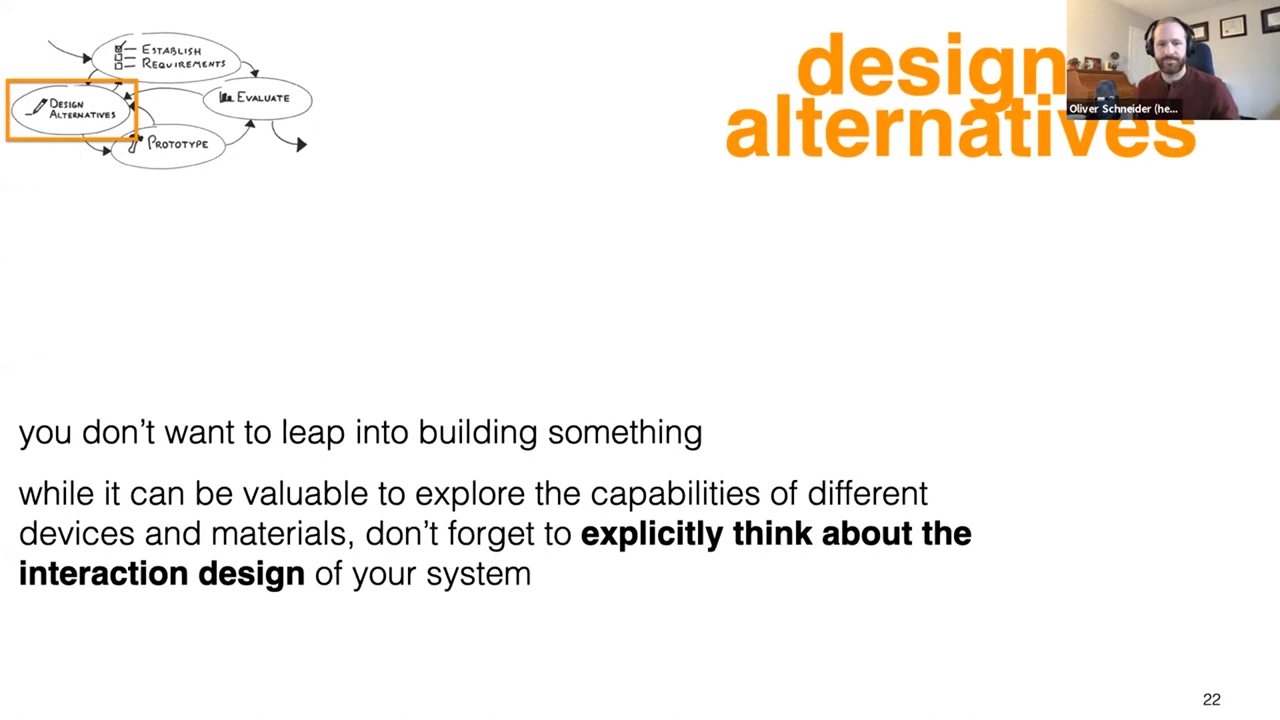 ESTABLISH
REQUIREMENTS
DESIGN
ALTERNATIVES
EVALUATE
PROTOTYPE
design
alternatives
Oliver Schneider (he...
you don't want to leap into building something
while it can be valuable to explore the capabilities of different
devices and materials, don't forget to explicitly think about the
interaction design of your system
22